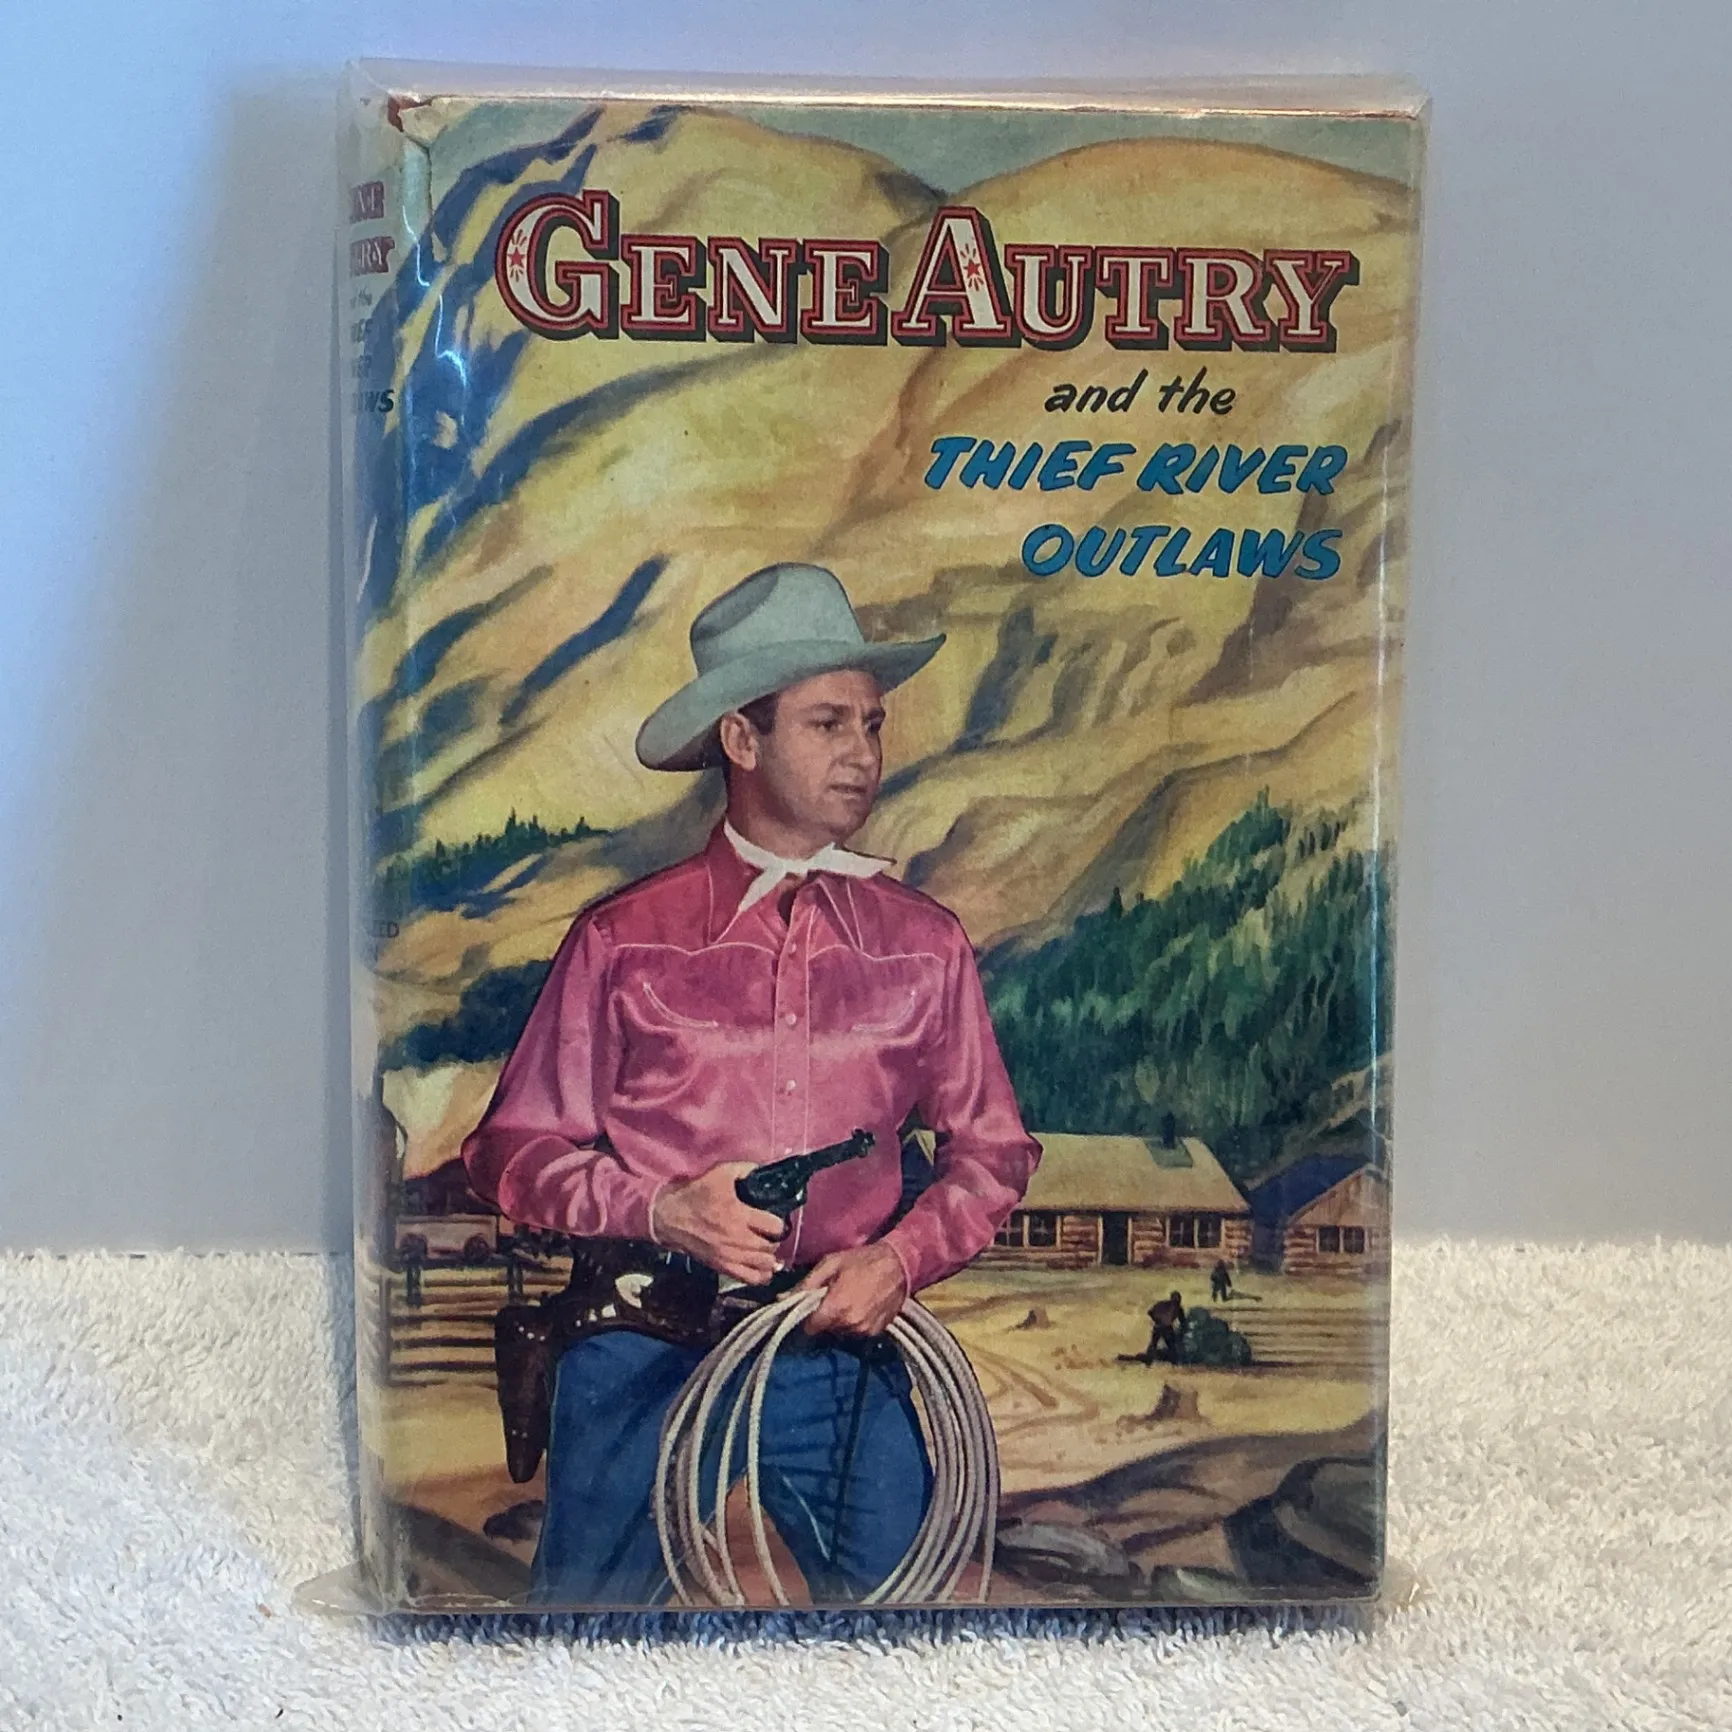 GENE AUTRY
and the
THIEF RIVER
OUTLAWS